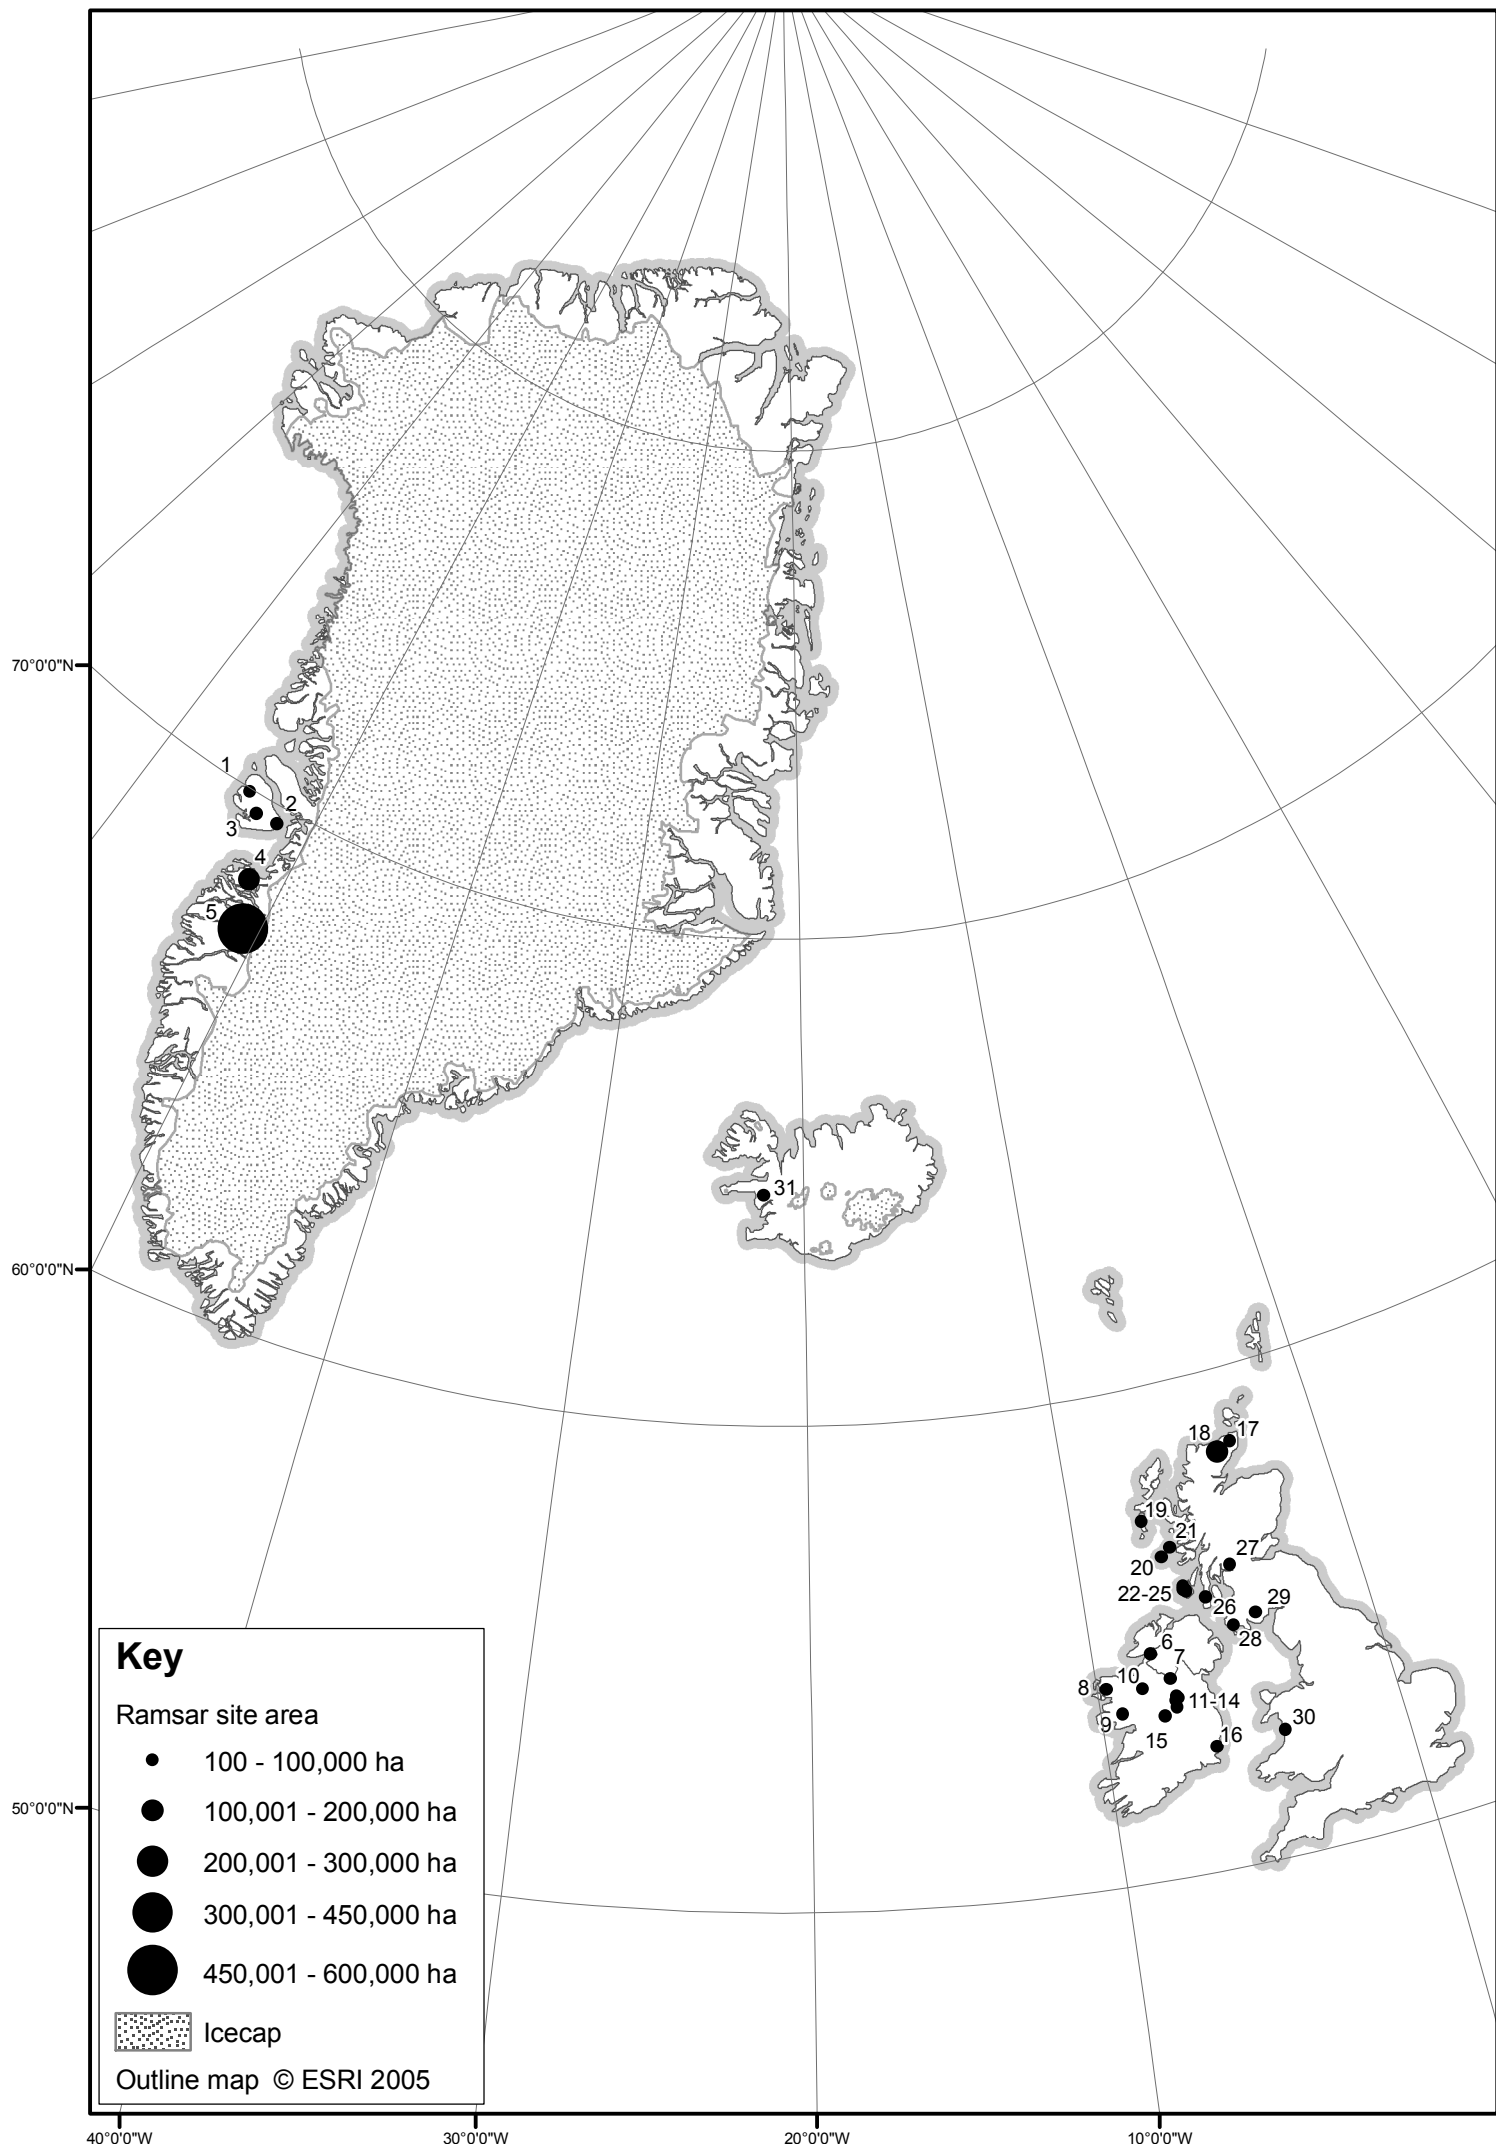 70°0'0"N
1
2
3
4
5
31
60°0'0"N
18
17
19
21
20
27
22-25
26
29
28
6
7
10
8
11-14
9
15
16
30
50°0'0"N
Key
Ramsar site area
100 - 100,000 ha
100,001 - 200,000 ha
200,001 - 300,000 ha
300,001 - 450,000 ha
450,001 - 600,000 ha
Icecap
Outline map © ESRI 2005
40°0'0"W
30°0'0"W
20°0'0"W
10°0'0"W